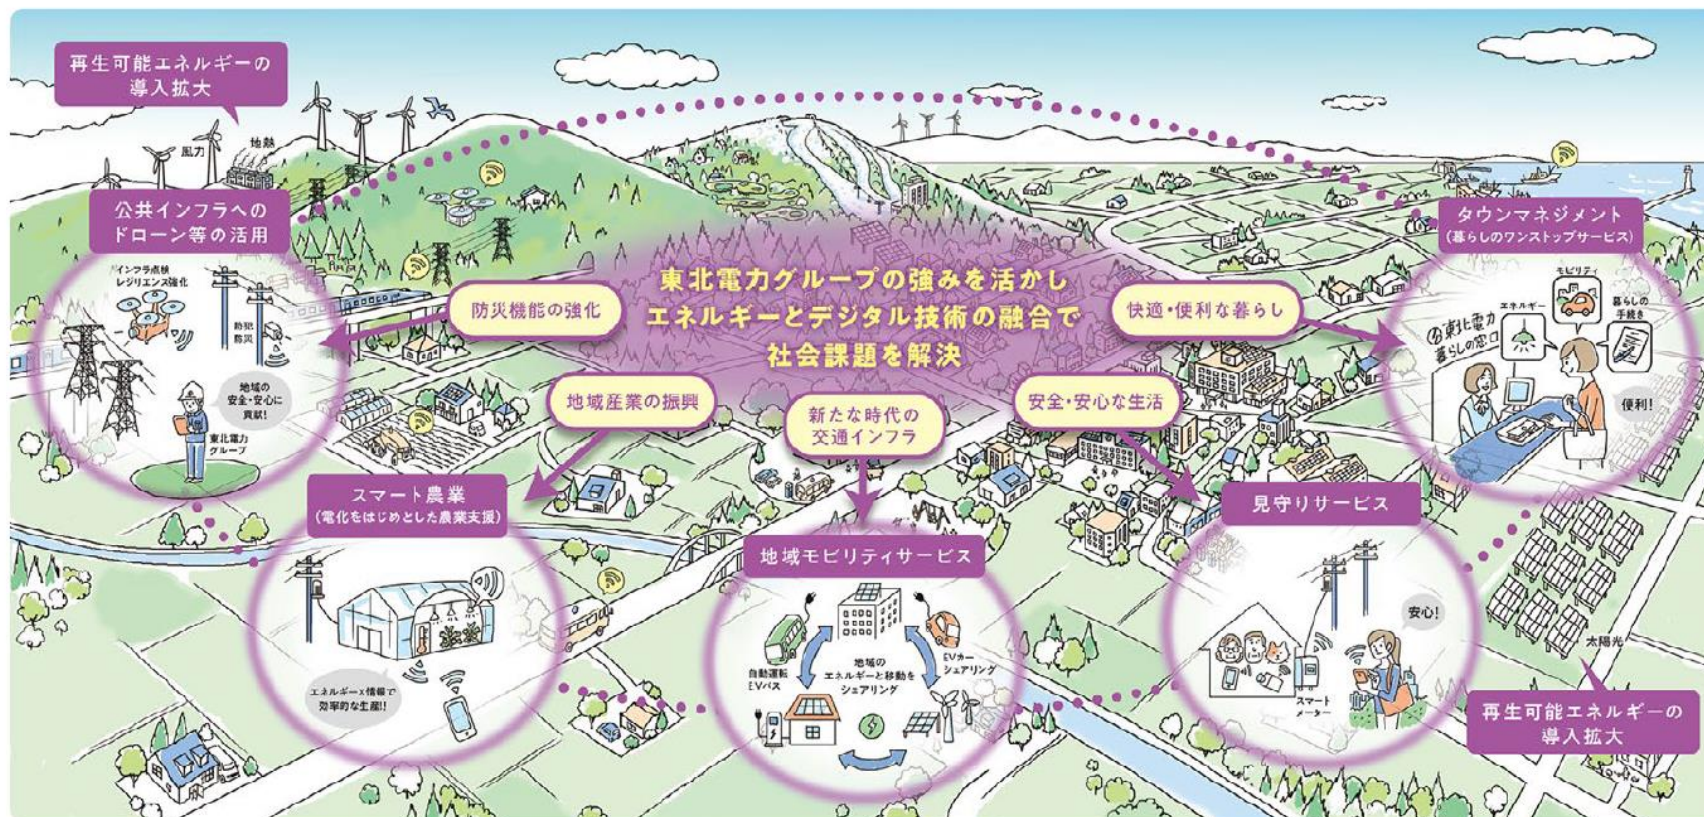 再生可能エネルギーの
導入拡大
風力
地熱
公共インフラへの
ドローン等の活用
インフラ点検
レジリエンス強化
防犯
防災
地域の
安全・安心に
貢献!
東北電力
グループ
防災機能の強化
東北電力グループの強みを活かし
エネルギーとデジタル技術の融合で
社会課題を解決
快適・便利な暮らし
地域産業の振興
新たな時代の
交通インフラ
安全・安心な生活
タウンマネジメント
(暮らしのワンストップサービス)
モビリティ
エネルギー
暮らしの
手続き
東北電力
暮らしの窓口
便利!
スマート農業
(電化をはじめとした農業支援)
エネルギー×情報で
効率的な生産!!
地域モビリティサービス
自動運転
EVバス
地域の
エネルギーと移動を
シェアリング
EVカー
シェアリング
見守りサービス
安心!
スマート
メーター
太陽光
再生可能エネルギーの
導入拡大